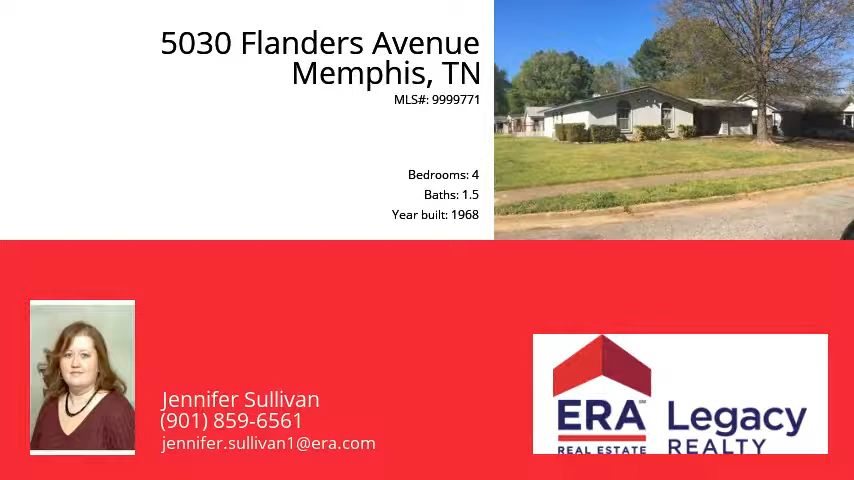 5030 Flanders Avenue
Memphis, TN
MLS#: 9999771
Bedrooms: 4
Baths: 1.5
Year built: 1968
Jennifer Sullivan
(901) 859-6561
jennifer.sullivan1@era.com
ERA℠ Legacy
REAL ESTATE REALTY